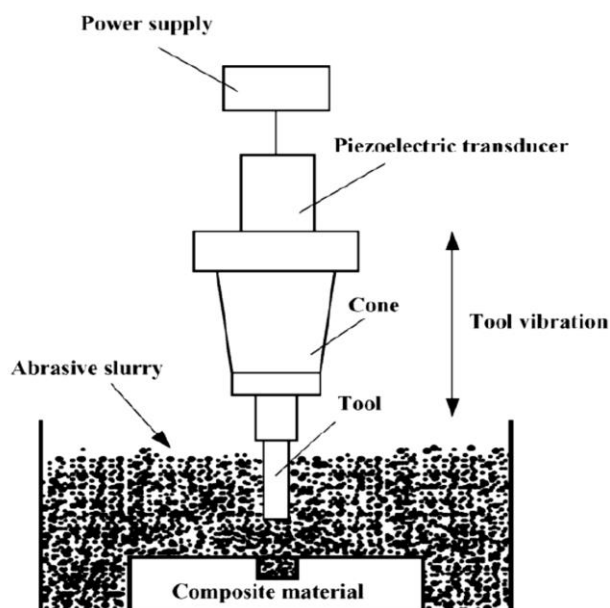 Power supply
Piezoelectric transducer
Cone
Tool vibration
Abrasive slurry
Tool
Composite material